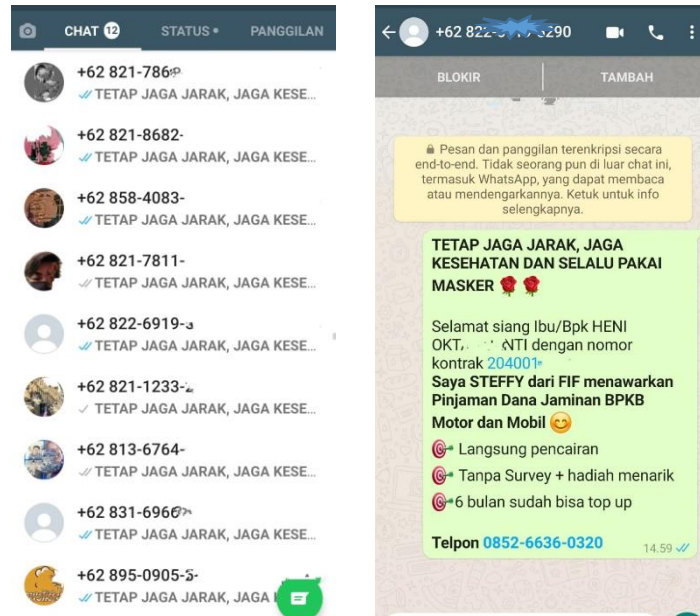 CHAT 12 STATUS • PANGGILAN
+62 821-786
TETAP JAGA JARAK, JAGA KESE...
+62 821-8682-
TETAP JAGA JARAK, JAGA KESE...
+62 858-4083-
TETAP JAGA JARAK, JAGA KESE...
+62 821-7811-
TETAP JAGA JARAK, JAGA KESE...
+62 822-6919-
TETAP JAGA JARAK, JAGA KESE...
+62 821-1233-
TETAP JAGA JARAK, JAGA KESE...
+62 813-6764-
TETAP JAGA JARAK, JAGA KESE...
+62 831-6966
TETAP JAGA JARAK, JAGA KESE...
+62 895-0905-
TETAP JAGA JARAK, JAGA
+62 822- 290
BLOKIR TAMBAH
Pesan dan panggilan terenkripsi secara
end-to-end. Tidak seorang pun di luar chat ini,
termasuk WhatsApp, yang dapat membaca
atau mendengarkannya. Ketuk untuk info
selengkapnya.
TETAP JAGA JARAK, JAGA
KESEHATAN DAN SELALU PAKAI
MASKER 🌹 🌹
Selamat siang Ibu/Bpk HENI
OKT NTI dengan nomor
kontrak 204001
Saya STEFFY dari FIF menawarkan
Pinjaman Dana Jaminan BPKB
Motor dan Mobil 😊
🎯 Langsung pencairan
🎯 Tanpa Survey + hadiah menarik
🎯 6 bulan sudah bisa top up
Telpon 0852-6636-0320
14.59